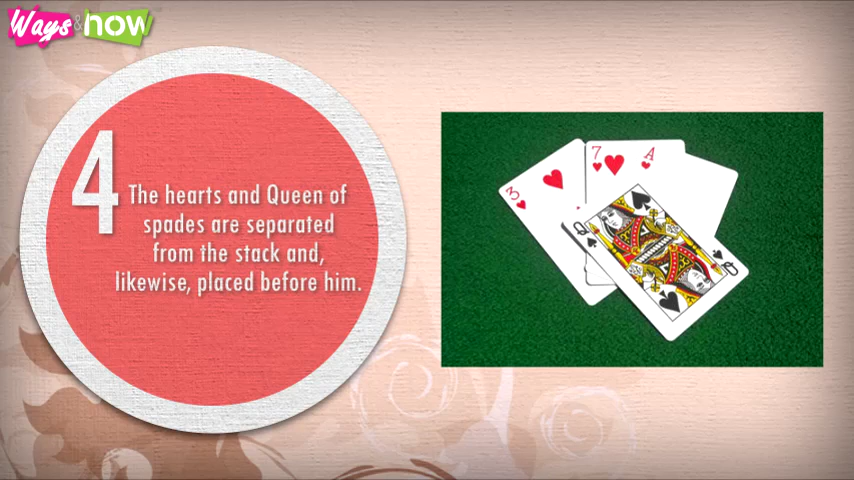 Ways & now
4
The hearts and Queen of
spades are separated
from the stack and,
likewise, placed before him.
3
7
A
Q
Q